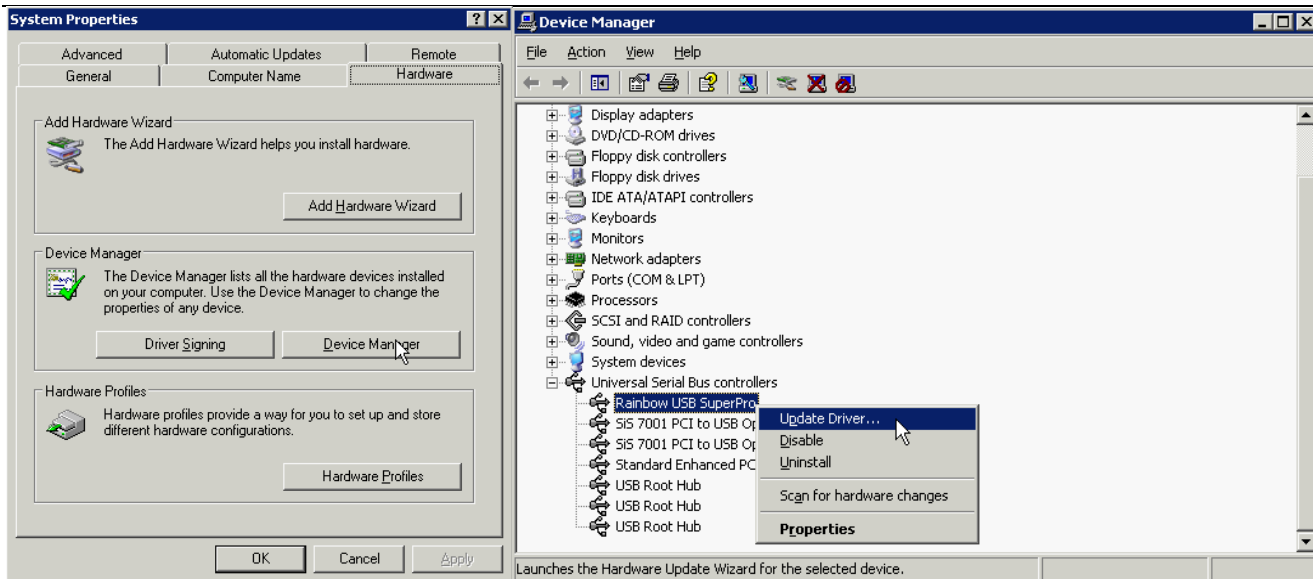 System Properties
Advanced
Automatic Updates
Remote
General
Computer Name
Hardware
Add Hardware Wizard
The Add Hardware Wizard helps you install hardware.
Add Hardware Wizard
Device Manager
The Device Manager lists all the hardware devices installed
on your computer. Use the Device Manager to change the
properties of any device.
Driver Signing
Device Manager
Hardware Profiles
Hardware profiles provide a way for you to set up and store
different hardware configurations.
Hardware Profiles
OK
Cancel
Apply
Device Manager
File Action View Help
Display adapters
DVD/CD-ROM drives
Floppy disk controllers
Floppy disk drives
IDE ATA/ATAPI controllers
Keyboards
Monitors
Network adapters
Ports (COM & LPT)
Processors
SCSI and RAID controllers
Sound, video and game controllers
System devices
Universal Serial Bus controllers
Rainbow USB SuperPro
SiS 7001 PCI to USB Op
SiS 7001 PCI to USB Op
Standard Enhanced PC
USB Root Hub
USB Root Hub
USB Root Hub
Update Driver...
Disable
Uninstall
Scan for hardware changes
Properties
Launches the Hardware Update Wizard for the selected device.